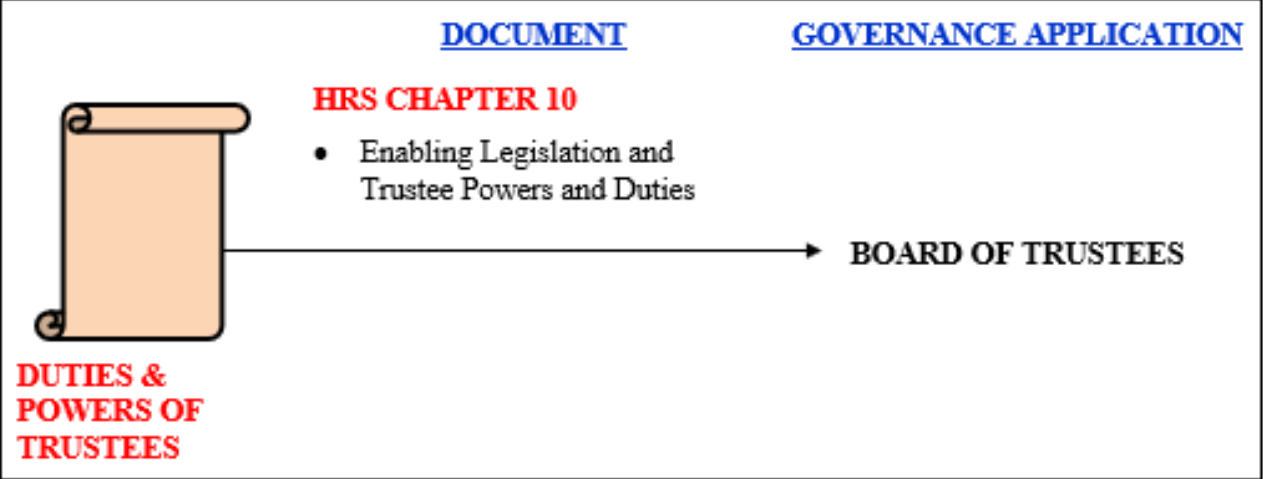 DOCUMENT
GOVERNANCE APPLICATION
HRS CHAPTER 10
• Enabling Legislation and
Trustee Powers and Duties
BOARD OF TRUSTEES
DUTIES &
POWERS OF
TRUSTEES